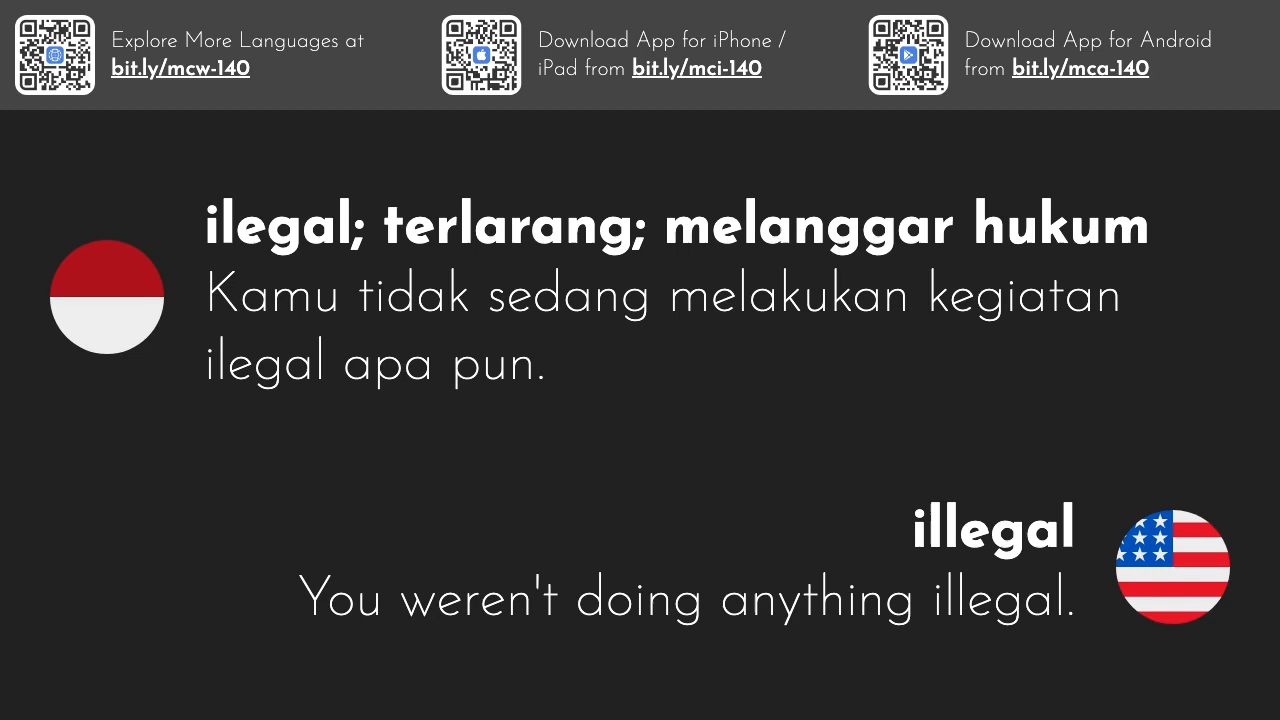 Explore More Languages at
bit.ly/mcw-140
Download App for iPhone /
iPad from bit.ly/mci-140
Download App for Android
from bit.ly/mca-140
ilegal; terlarang; melanggar hukum
Kamu tidak sedang melakukan kegiatan
ilegal apa pun.
illegal
You weren't doing anything illegal.